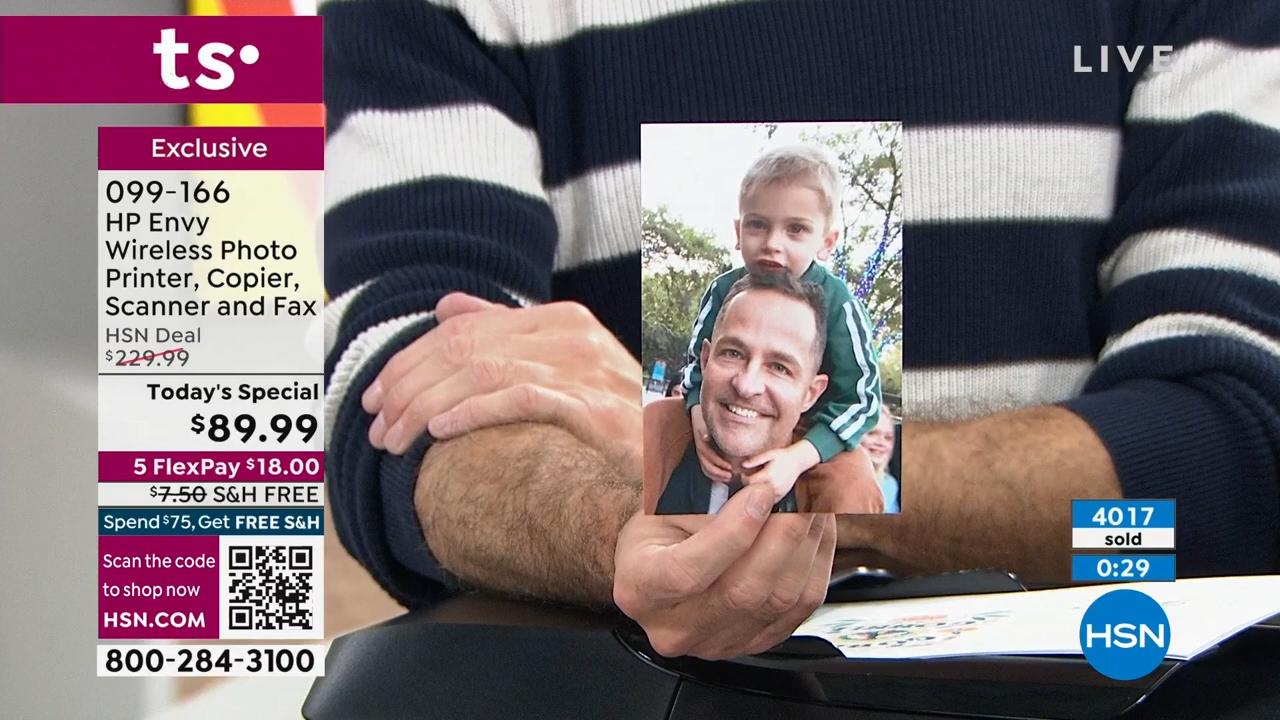 ts
LIVE
Exclusive
099-166
HP Envy
Wireless Photo
Printer, Copier,
Scanner and Fax
HSN Deal
$229.99
Today's Special
$89.99
5 FlexPay $18.00
$7.50 S&H FREE
Spend $75, Get FREE S&H
Scan the code
to shop now
HSN.COM
800-284-3100
4017
sold
0:29
HSN